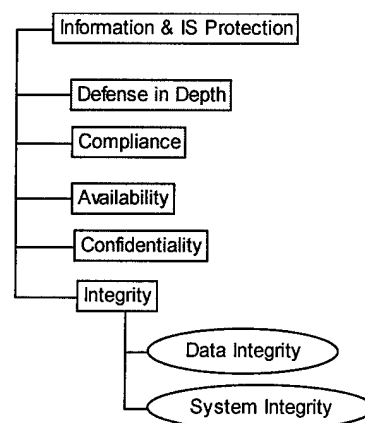 Information & IS Protection
Defense in Depth
Compliance
Availability
Confidentiality
Integrity
Data Integrity
System Integrity